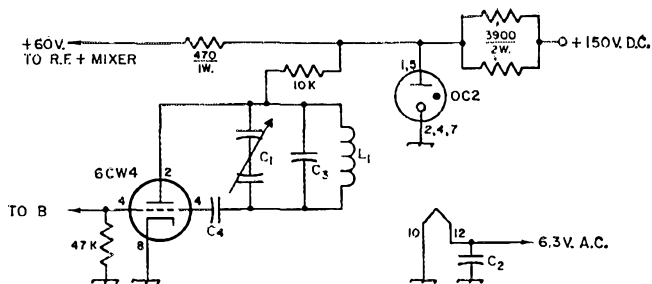 +60V.
TO R.F. + MIXER
470
1W.
10K
3900
2W.
+150V. D.C.
1,5
OC2
2,4,7
6CW4
2
C1
C3
L1
TO B
4
4
8
C4
47K
10
12
6.3V. A.C.
C2